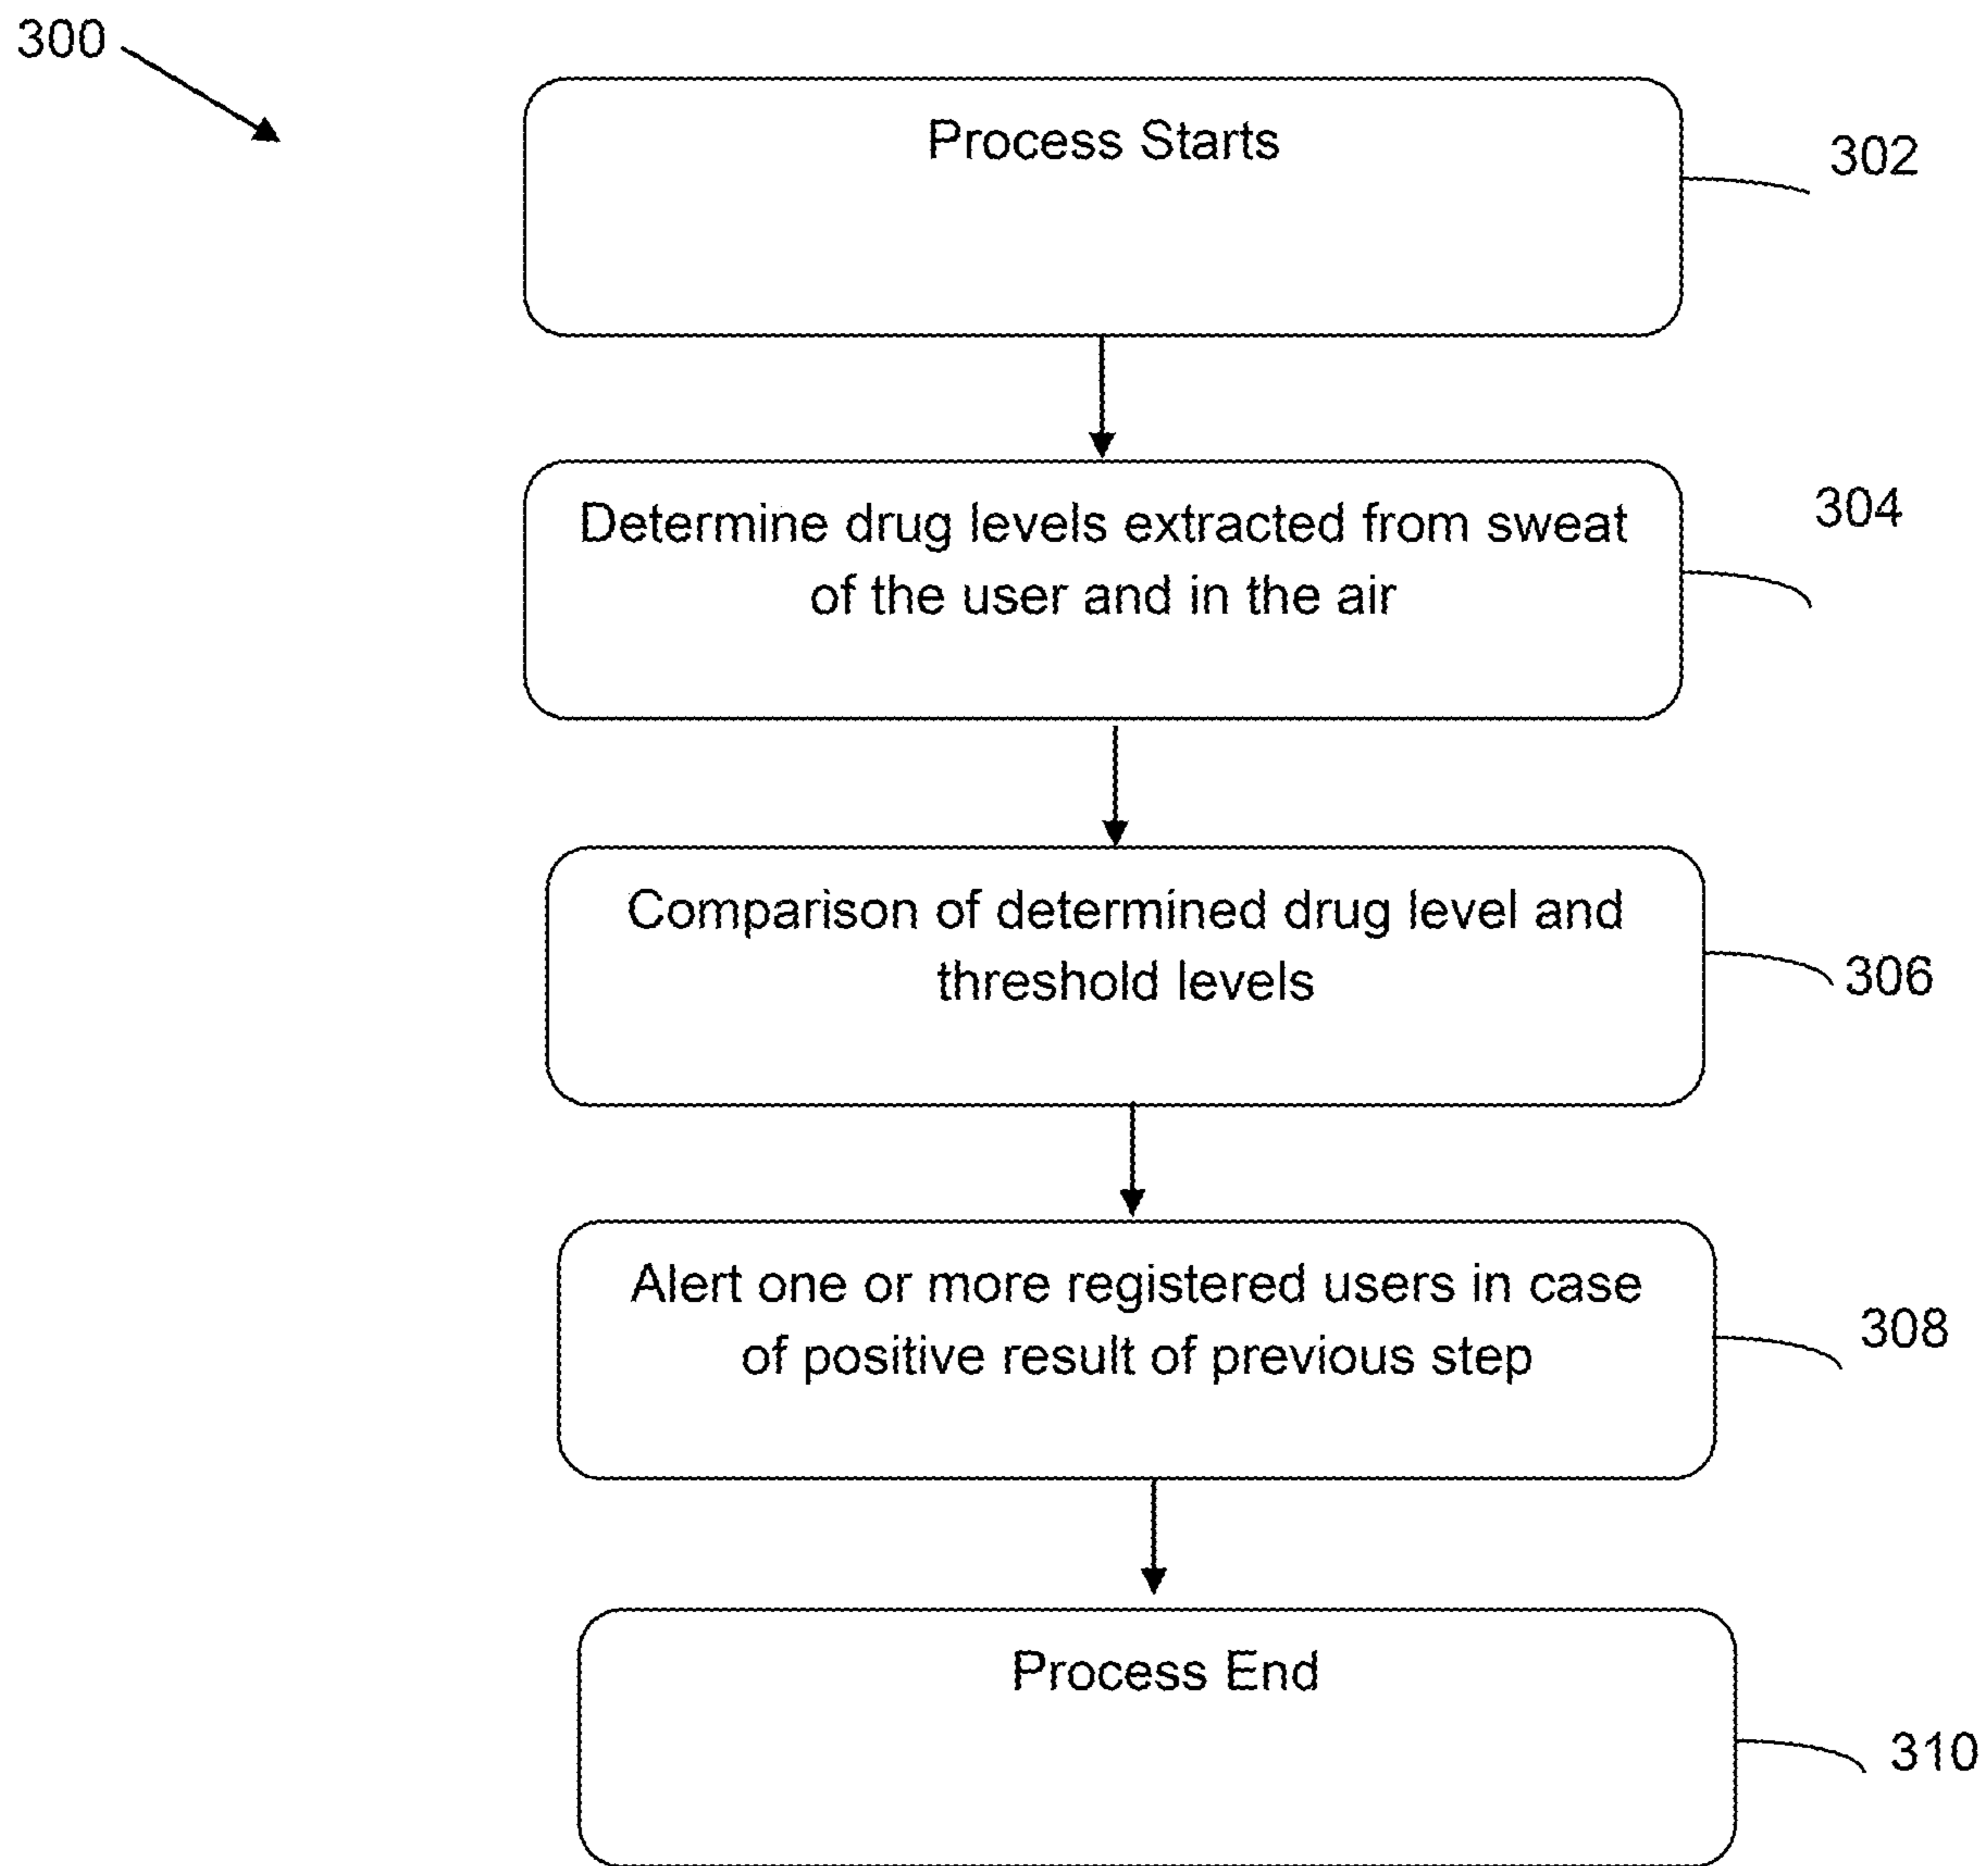 300
Process Starts
302
Determine drug levels extracted from sweat
of the user and in the air
304
Comparison of determined drug level and
threshold levels
306
Alert one or more registered users in case
of positive result of previous step
308
Process End
310